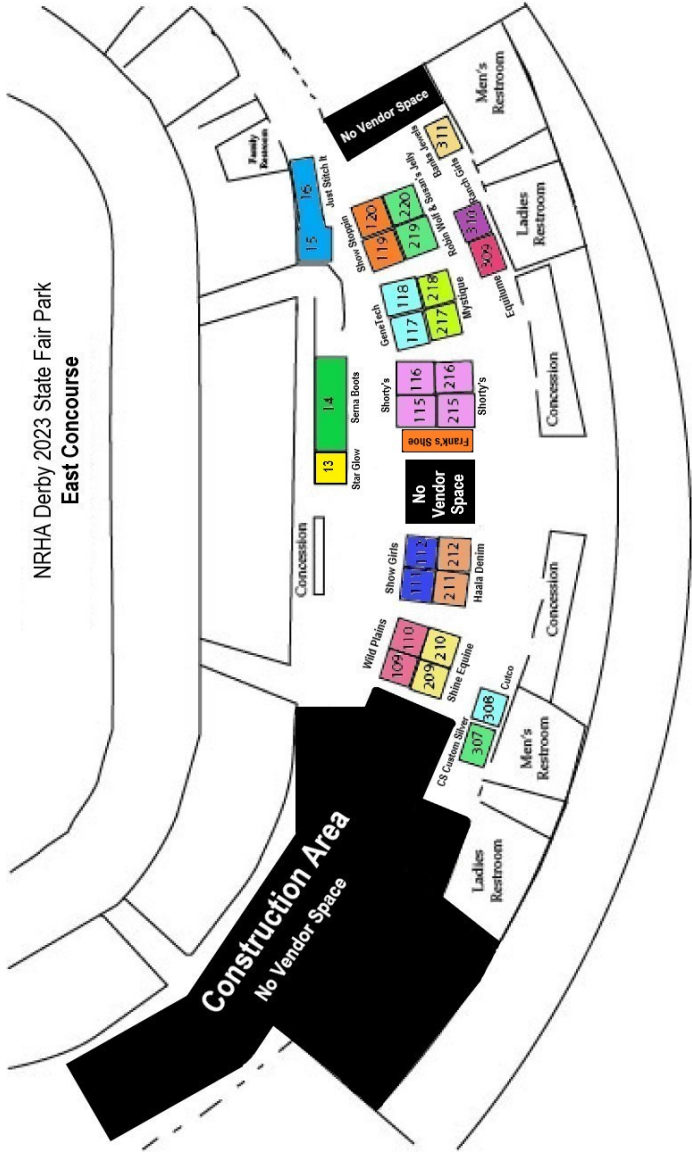 NRHA Derby 2023 State Fair Park
East Concourse
No Vendor Space
Men's
Restroom
Family
Restroom
Just Stitch It
16
15
311
Banks Jewels
Ranch Girls
310
309
Equilume
Ladies
Restroom
Show Stoppin
120
119
220
219
Robin Wolf & Susan's Jelly
GeneTech
118
117
218
217
Mystique
Shorty's
116
115
216
215
Shorty's
Frank's Shoe
Concession
14
Serna Boots
13
Star Glow
No
Vendor
Space
Concession
Show Girls
112
111
212
211
Haala Denim
Concession
Wild Plains
110
109
210
209
Shine Equine
Cutco
308
307
CS Custom Silver
Men's
Restroom
Ladies
Restroom
Construction Area
No Vendor Space